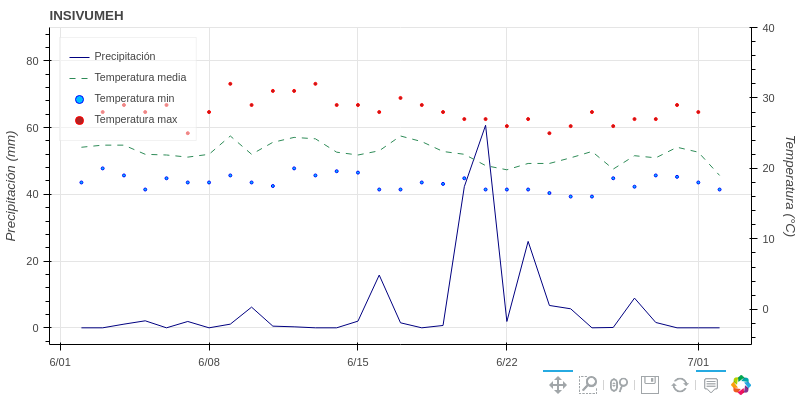 INSIVUMEH
Precipitación
Temperatura media
Temperatura min
Temperatura max
Precipitación (mm)
80
60
40
20
0
Temperatura (°C)
40
30
20
10
0
6/01
6/08
6/15
6/22
7/01